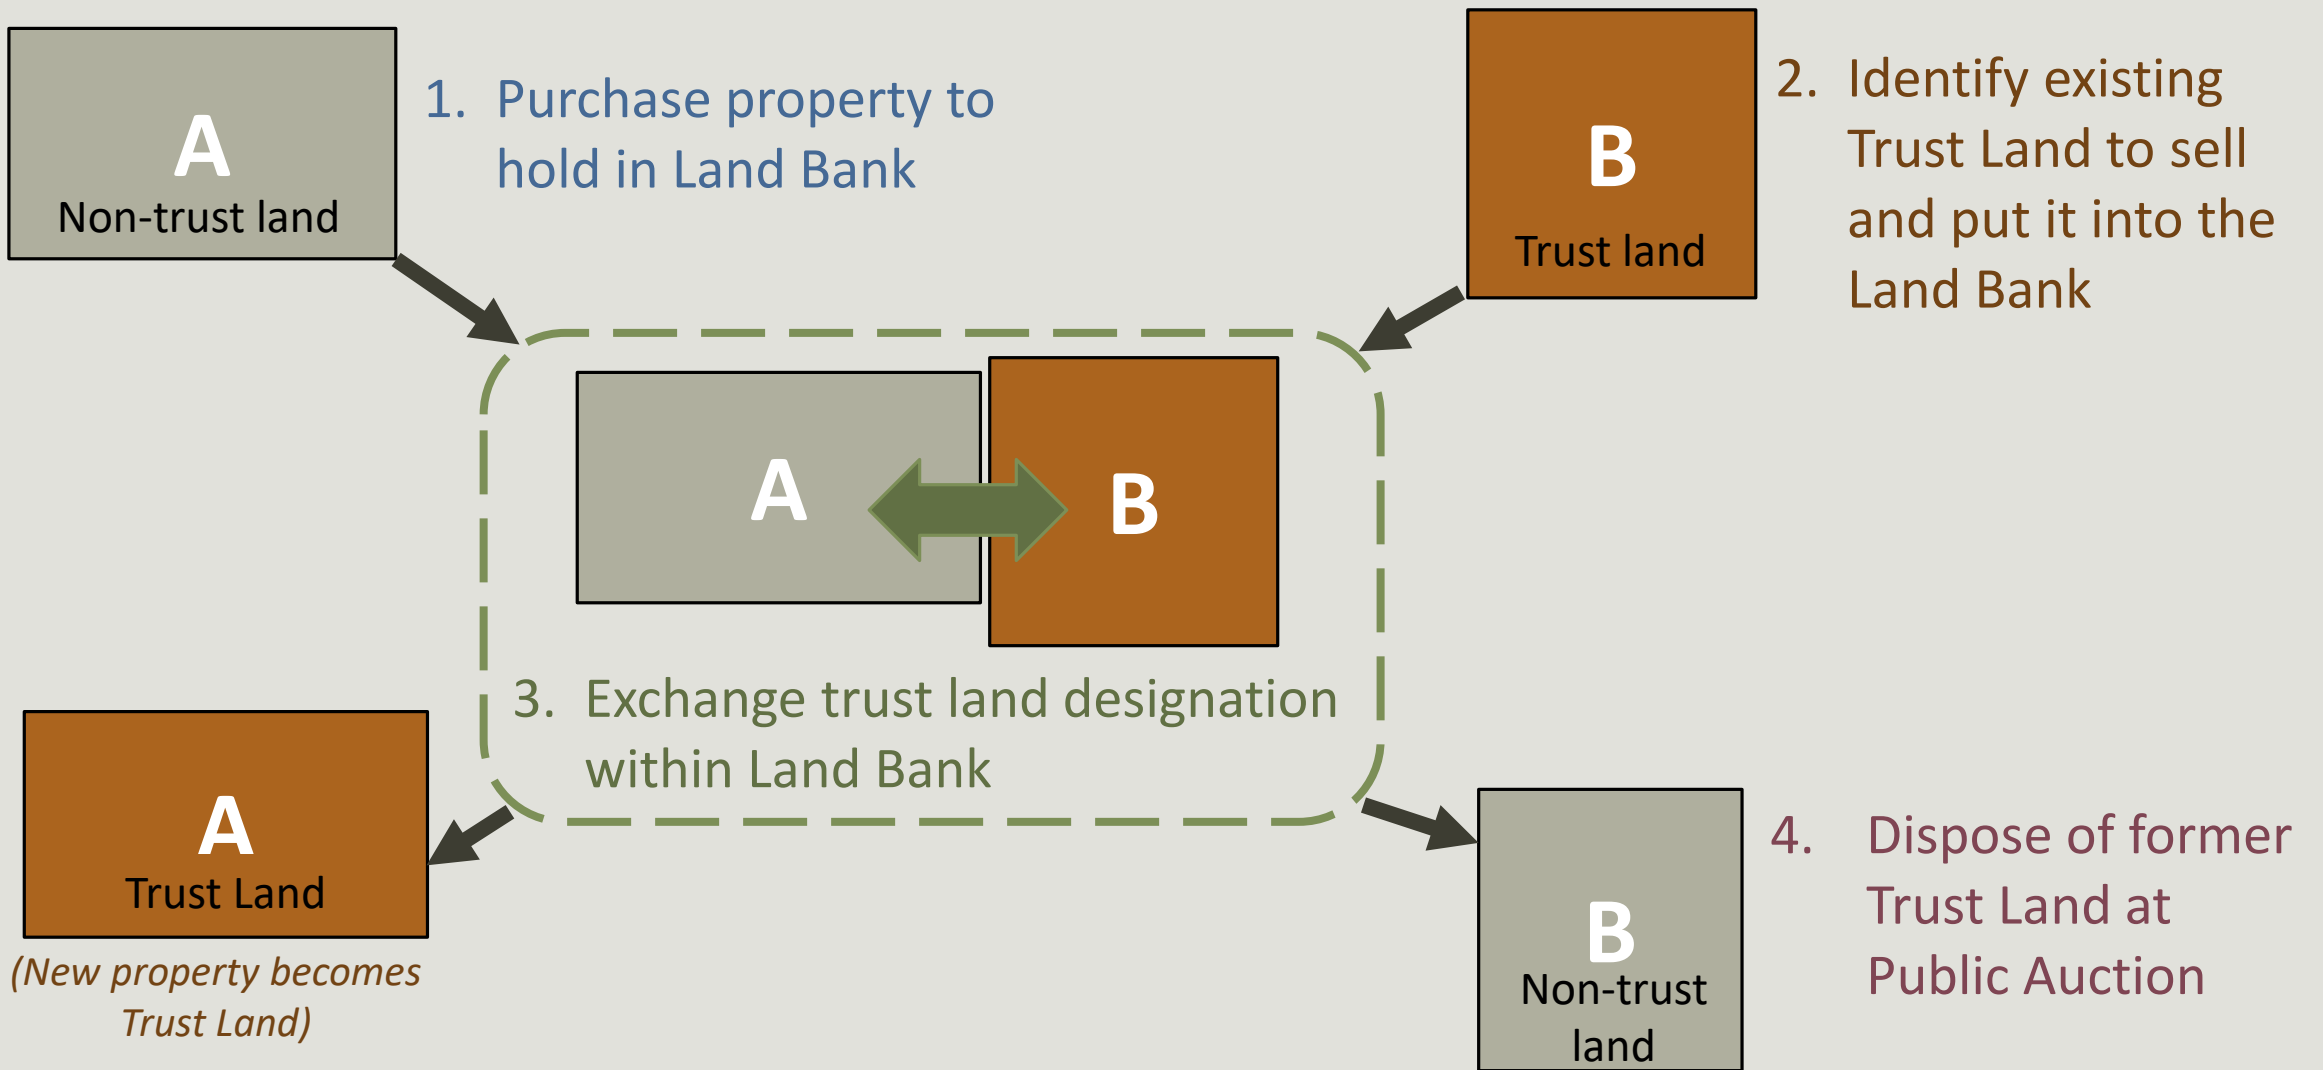 A
Non-trust land
1. Purchase property to
hold in Land Bank
B
Trust land
2. Identify existing
Trust Land to sell
and put it into the
Land Bank
A
B
3. Exchange trust land designation
within Land Bank
A
Trust Land
(New property becomes
Trust Land)
B
Non-trust
land
4. Dispose of former
Trust Land at
Public Auction